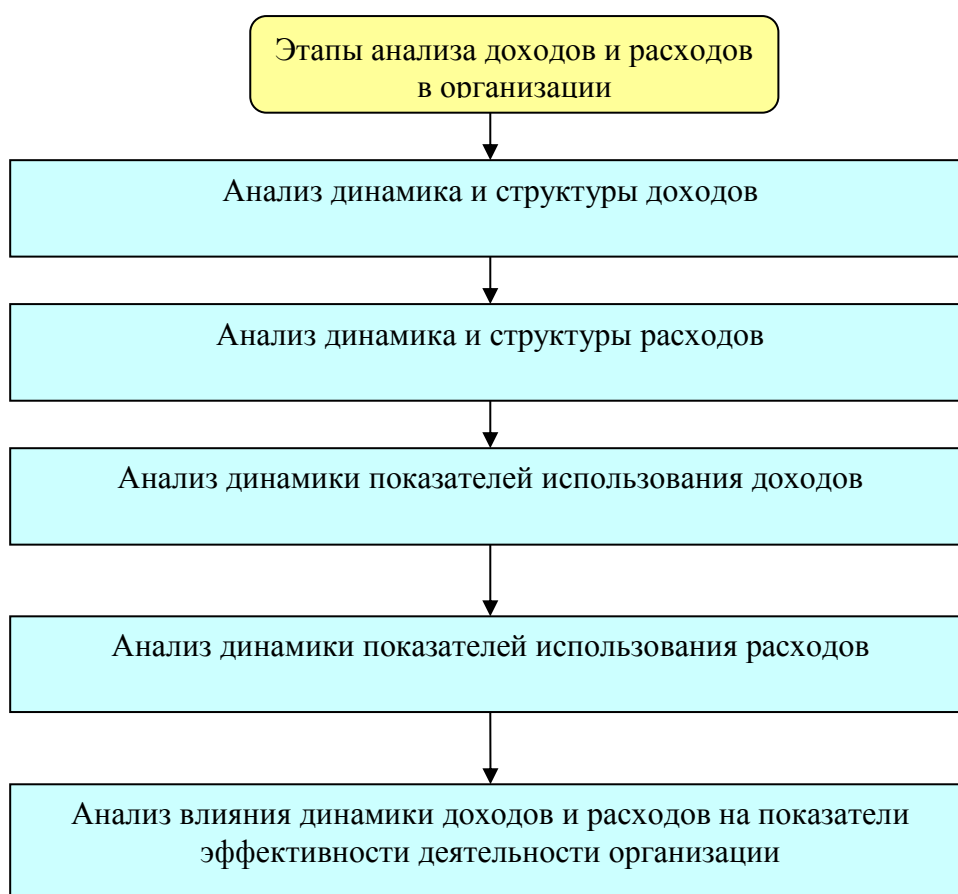 Этапы анализа доходов и расходов
в организации
Анализ динамика и структуры доходов
Анализ динамика и структуры расходов
Анализ динамики показателей использования доходов
Анализ динамики показателей использования расходов
Анализ влияния динамики доходов и расходов на показатели
эффективности деятельности организации